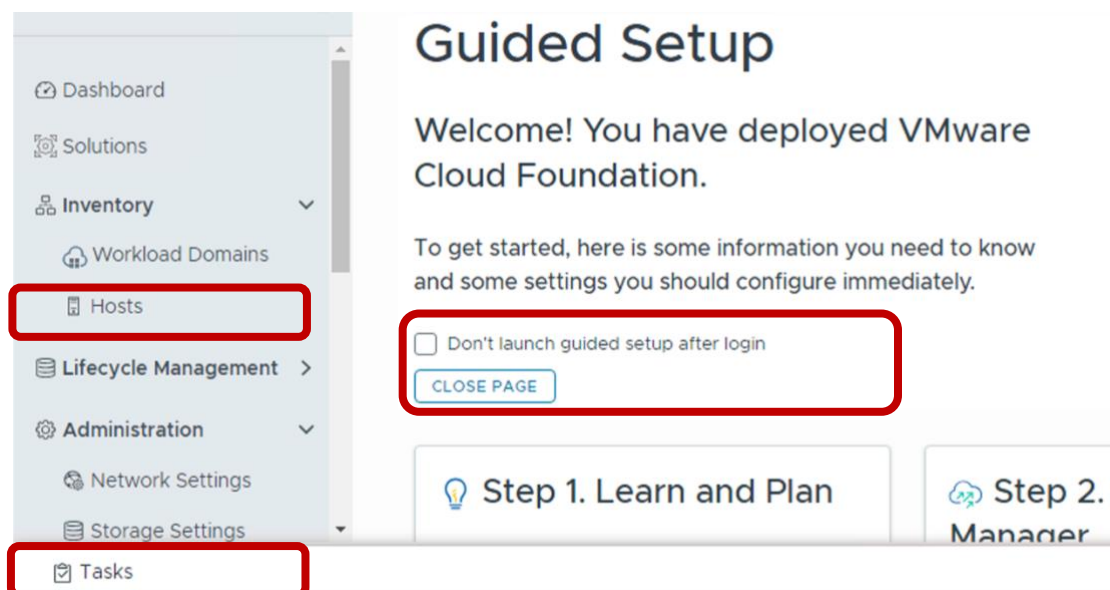 Dashboard
Solutions
Inventory
Workload Domains
Hosts
Lifecycle Management
Administration
Network Settings
Storage Settings
Tasks
Guided Setup
Welcome! You have deployed VMware
Cloud Foundation.
To get started, here is some information you need to know
and some settings you should configure immediately.
Don't launch guided setup after login
CLOSE PAGE
Step 1. Learn and Plan
Step 2.
Manager